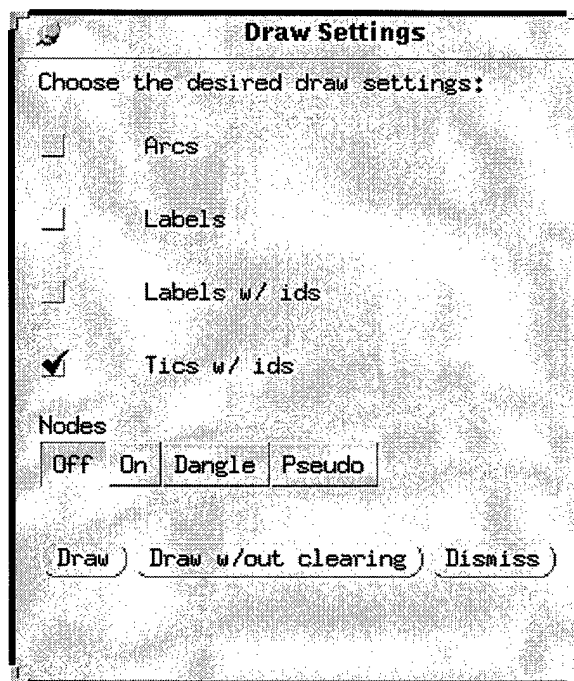 Draw Settings
Choose the desired draw settings:
Arcs
Labels
Labels w/ ids
Tics w/ ids
Nodes
Off On Dangle Pseudo
Draw Draw w/out clearing Dismiss